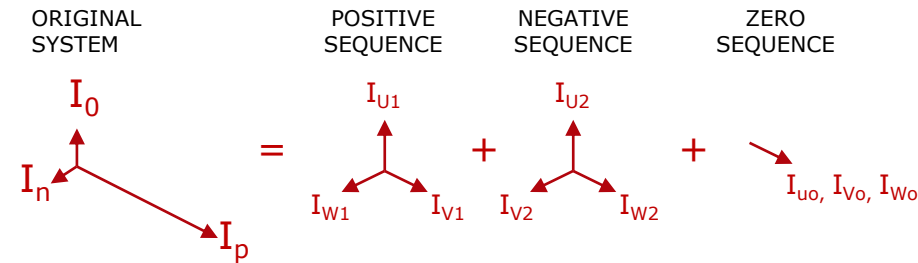 ORIGINAL SYSTEM
POSITIVE SEQUENCE
NEGATIVE SEQUENCE
ZERO SEQUENCE
I0
In
Ip
=
IU1
IW1
IV1
+
IU2
IV2
IW2
+
Iuo, IVo, IWo